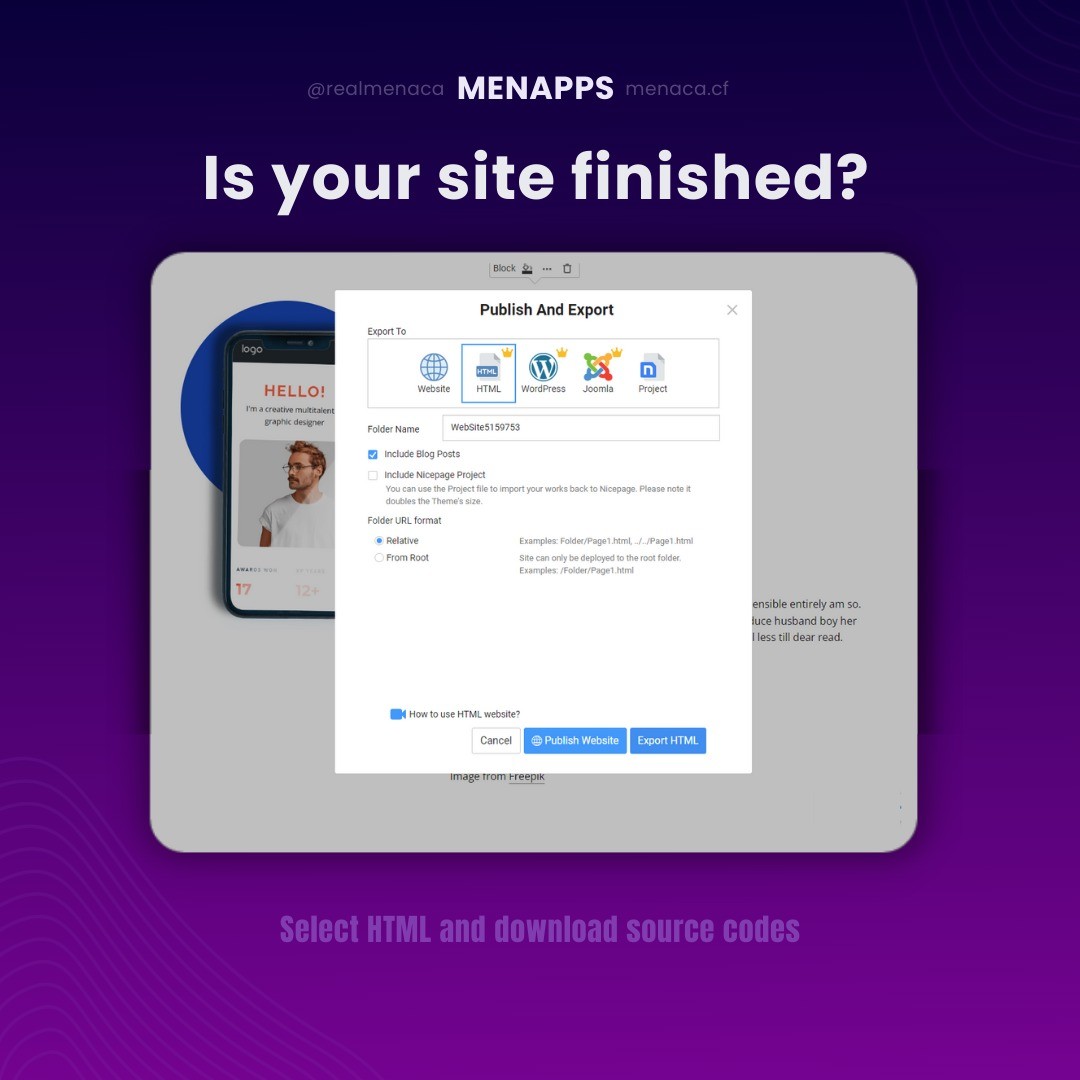 @realmenaca MENAPPS menaca.cf
Is your site finished?
Block
Publish And Export
Export To
Website HTML WordPress Joomla Project
HTML
Folder Name WebSite5159753
Include Blog Posts
Include Nicepage Project
You can use the Project file to import your works back to Nicepage. Please note it
doubles the Theme's size.
Folder URL format
Relative Examples: Folder/Page1.html, ../../Page1.html
From Root Site can only be deployed to the root folder.
Examples: /Folder/Page1.html
How to use HTML website?
Cancel Publish Website Export HTML
logo
HELLO!
I'm a creative multitalent
graphic designer
AWARDS WON
17 12+
ensible entirely am so.
duce husband boy her
l less till dear read.
Image from Freepik
Select HTML and download source codes